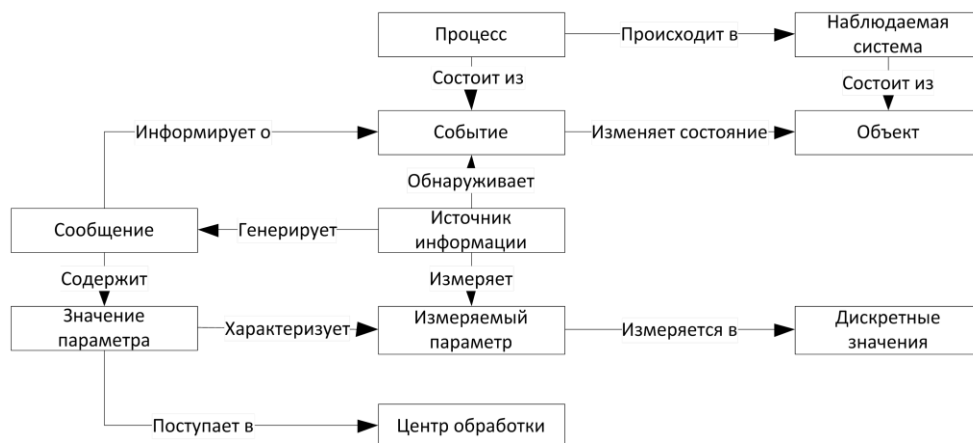 Процесс
Происходит в
Наблюдаемая
система
Состоит из
Состоит из
Информирует о
Событие
Изменяет состояние
Объект
Обнаруживает
Сообщение
Генерирует
Источник
информации
Содержит
Измеряет
Значение
параметра
Характеризует
Измеряемый
параметр
Измеряется в
Дискретные
значения
Поступает в
Центр обработки